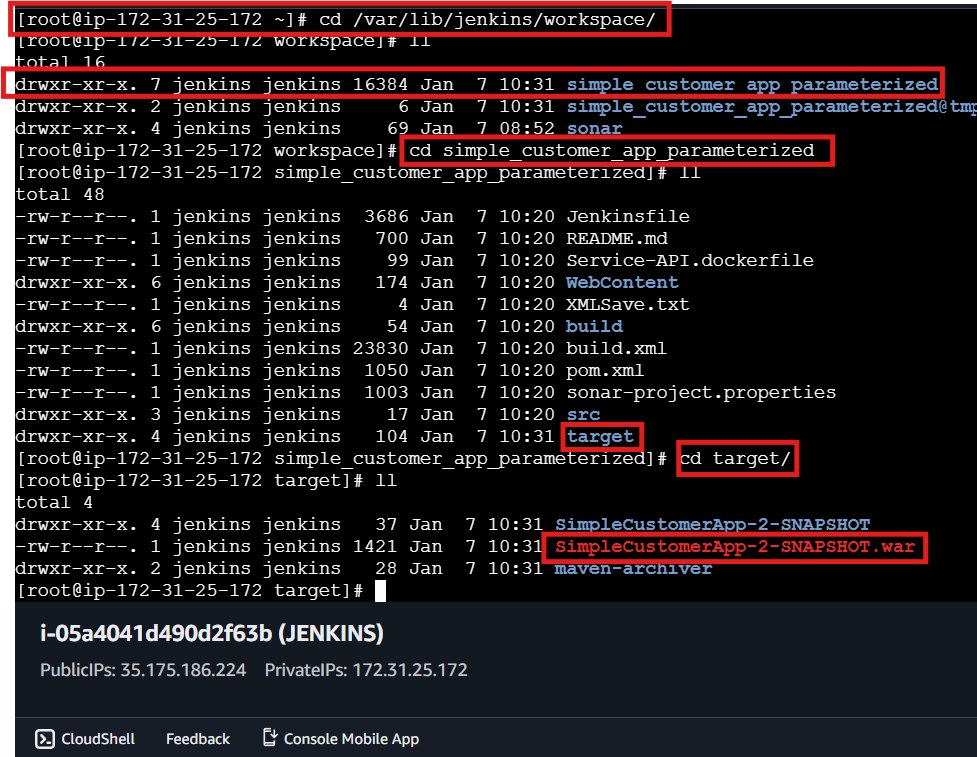 [root@ip-172-31-25-172 ~]# cd /var/lib/jenkins/workspace/
[root@ip-172-31-25-172 workspace]# ll
total 16
drwxr-xr-x. 7 jenkins jenkins 16384 Jan  7 10:31 simple_customer_app_parameterized
drwxr-xr-x. 2 jenkins jenkins     6 Jan  7 10:31 simple_customer_app_parameterized@tmp
drwxr-xr-x. 4 jenkins jenkins    69 Jan  7 08:52 sonar
[root@ip-172-31-25-172 workspace]# cd simple_customer_app_parameterized
[root@ip-172-31-25-172 simple_customer_app_parameterized]# ll
total 48
-rw-r--r--. 1 jenkins jenkins  3686 Jan  7 10:20 Jenkinsfile
-rw-r--r--. 1 jenkins jenkins   700 Jan  7 10:20 README.md
-rw-r--r--. 1 jenkins jenkins    99 Jan  7 10:20 Service-API.dockerfile
drwxr-xr-x. 6 jenkins jenkins   174 Jan  7 10:20 WebContent
-rw-r--r--. 1 jenkins jenkins     4 Jan  7 10:20 XMLSave.txt
drwxr-xr-x. 6 jenkins jenkins    54 Jan  7 10:20 build
-rw-r--r--. 1 jenkins jenkins 23830 Jan  7 10:20 build.xml
-rw-r--r--. 1 jenkins jenkins  1050 Jan  7 10:20 pom.xml
-rw-r--r--. 1 jenkins jenkins  1003 Jan  7 10:20 sonar-project.properties
drwxr-xr-x. 3 jenkins jenkins    17 Jan  7 10:20 src
drwxr-xr-x. 4 jenkins jenkins   104 Jan  7 10:31 target
[root@ip-172-31-25-172 simple_customer_app_parameterized]# cd target/
[root@ip-172-31-25-172 target]# ll
total 4
drwxr-xr-x. 4 jenkins jenkins   37 Jan  7 10:31 SimpleCustomerApp-2-SNAPSHOT
-rw-r--r--. 1 jenkins jenkins 1421 Jan  7 10:31 SimpleCustomerApp-2-SNAPSHOT.war
drwxr-xr-x. 2 jenkins jenkins   28 Jan  7 10:31 maven-archiver
[root@ip-172-31-25-172 target]#
i-05a4041d490d2f63b (JENKINS)
PublicIPs: 35.175.186.224 PrivateIPs: 172.31.25.172
CloudShell Feedback Console Mobile App